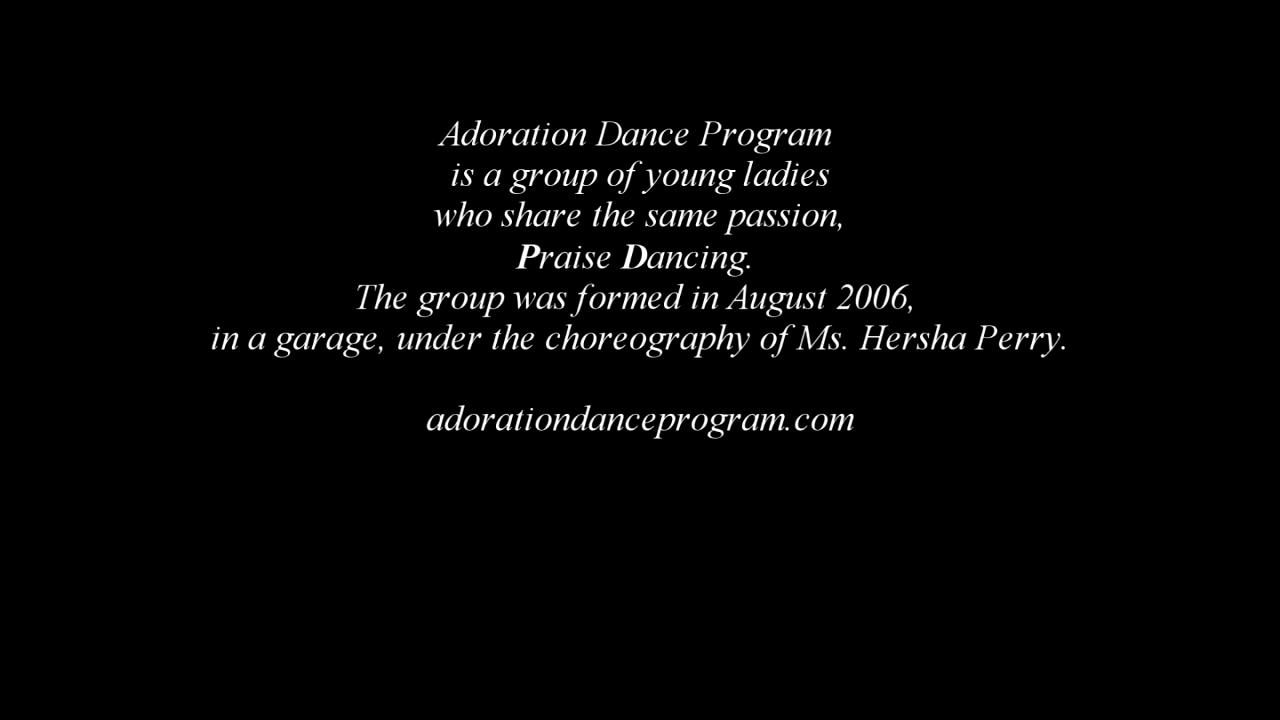 Adoration Dance Program
is a group of young ladies
who share the same passion,
Praise Dancing.
The group was formed in August 2006,
in a garage, under the choreography of Ms. Hersha Perry.
adorationdanceprogram.com